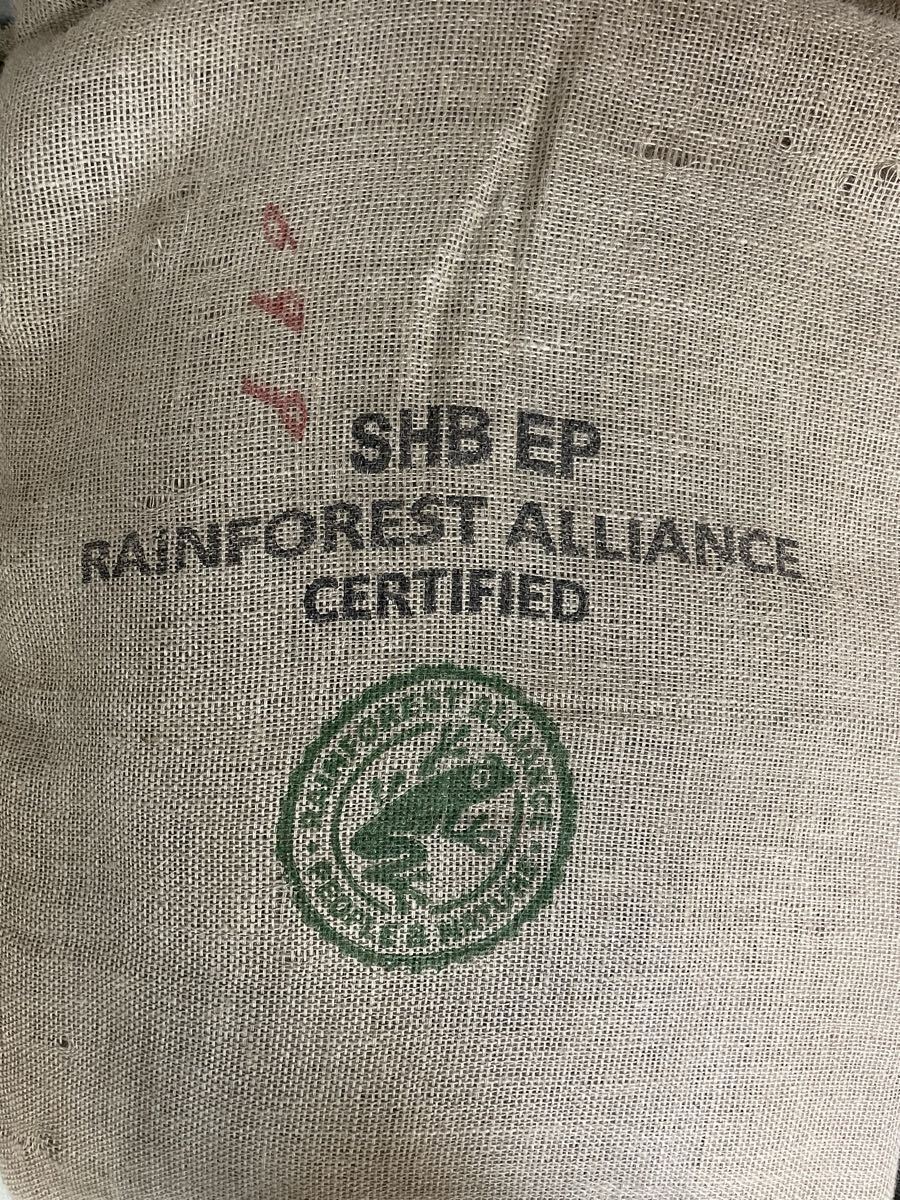 SHB EP
RAINFOREST ALLIANCE
CERTIFIED
RAINFOREST ALLIANCE
PEOPLE & NATURE